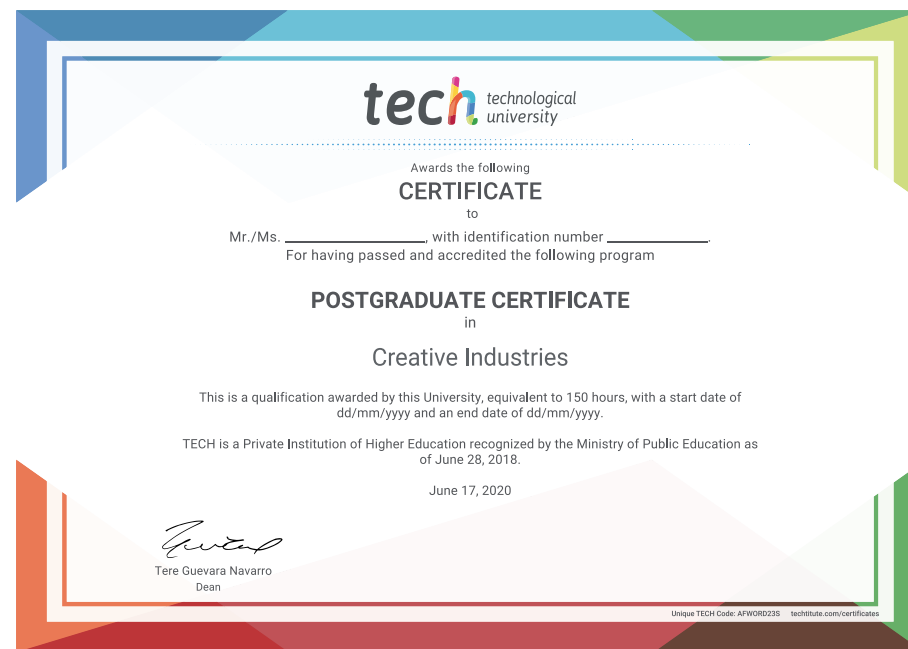 tech technological
university
Awards the following
CERTIFICATE
to
Mr./Ms. ____________, with identification number ____________.
For having passed and accredited the following program
POSTGRADUATE CERTIFICATE
in
Creative Industries
This is a qualification awarded by this University, equivalent to 150 hours, with a start date of
dd/mm/yyyy and an end date of dd/mm/yyyy.
TECH is a Private Institution of Higher Education recognized by the Ministry of Public Education as
of June 28, 2018.
June 17, 2020
Tere Guevara Navarro
Dean
Unique TECH Code: AFWORD23S techtitute.com/certificates